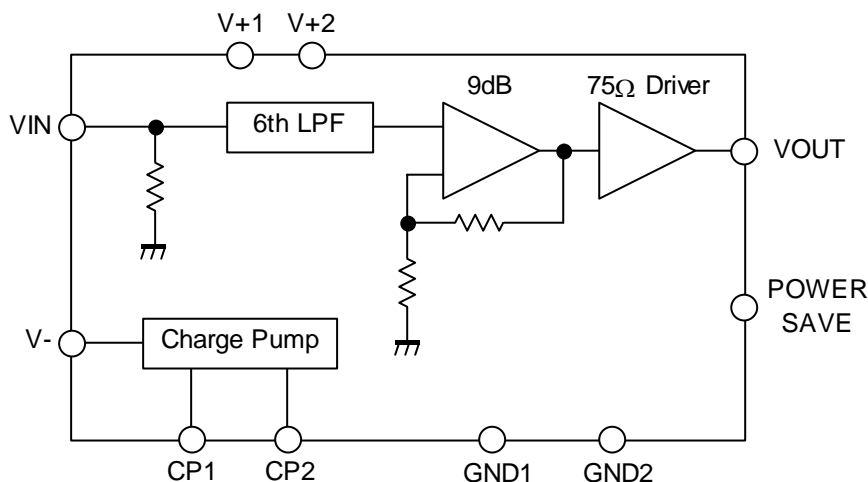 V+1 V+2
9dB
75Ω Driver
VIN
6th LPF
VOUT
POWER
SAVE
V-
Charge Pump
CP1
CP2
GND1
GND2